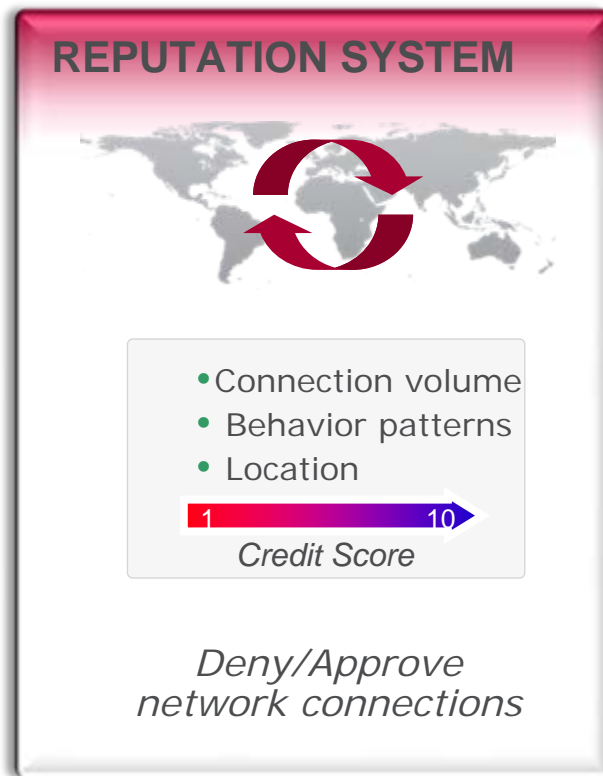 REPUTATION SYSTEM
•Connection volume
• Behavior patterns
• Location
1 10
Credit Score
Deny/Approve
network connections